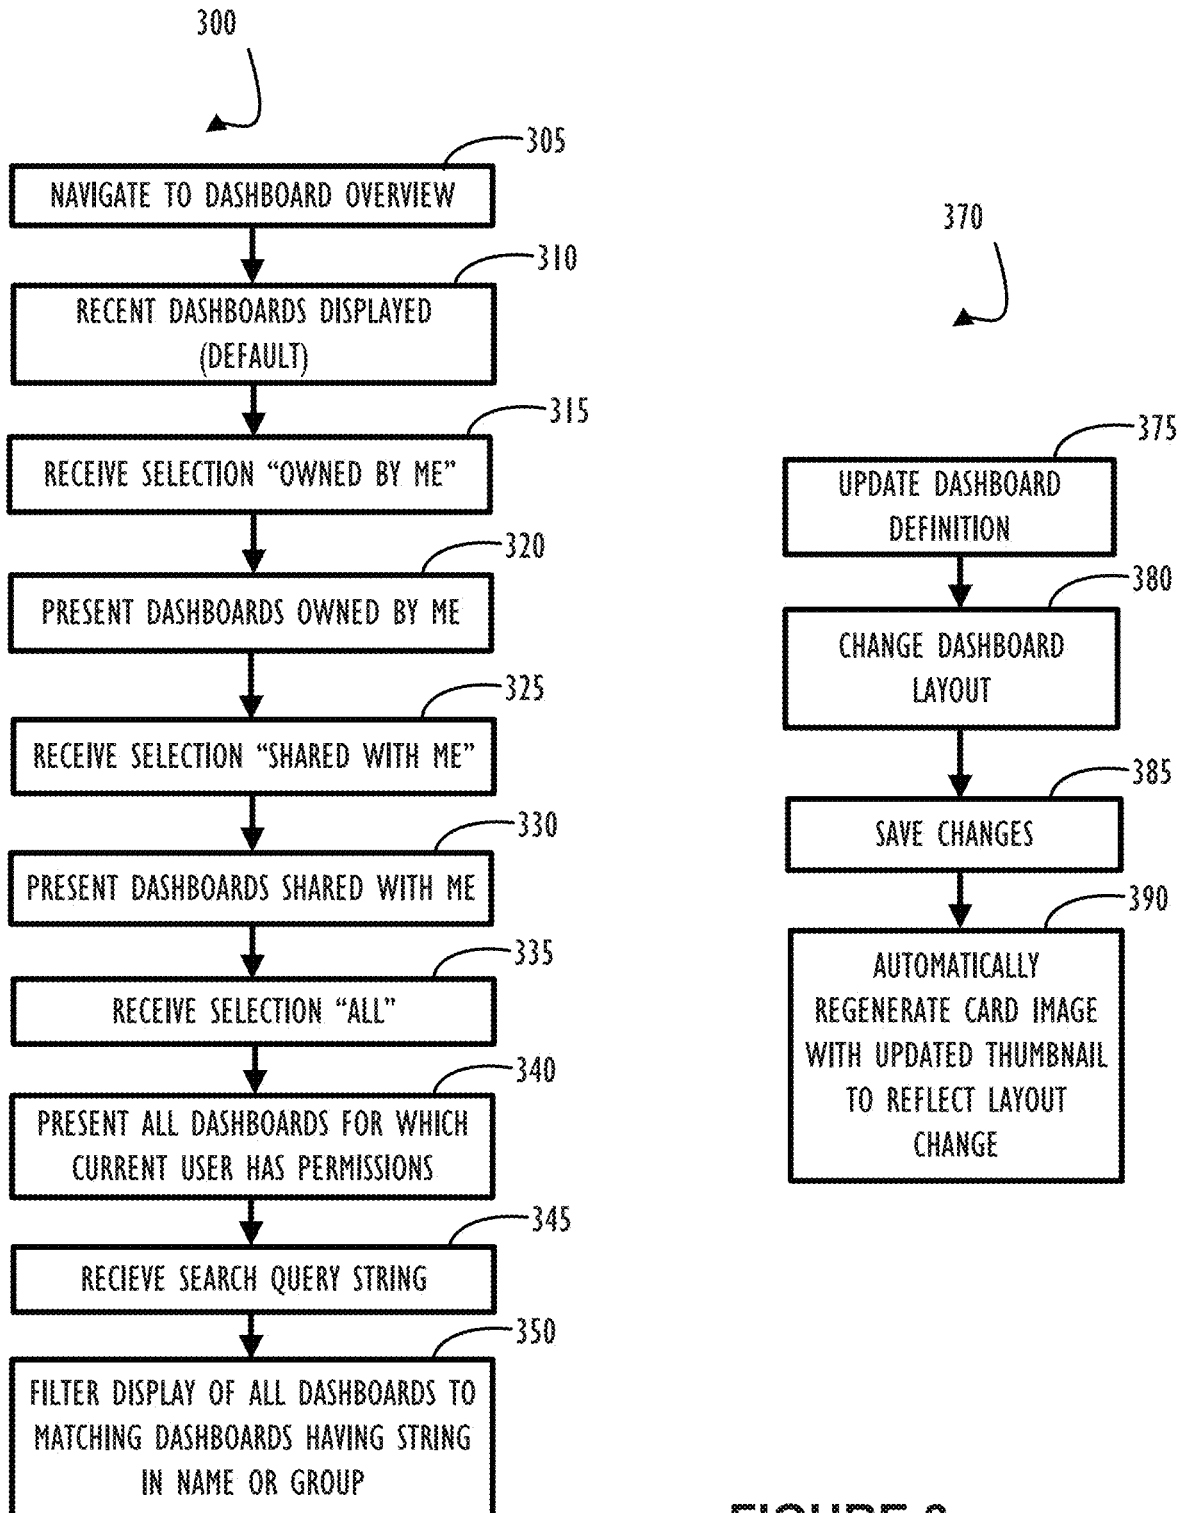 300
305
NAVIGATE TO DASHBOARD OVERVIEW
310
RECENT DASHBOARDS DISPLAYED
(DEFAULT)
315
RECEIVE SELECTION “OWNED BY ME”
320
PRESENT DASHBOARDS OWNED BY ME
325
RECEIVE SELECTION “SHARED WITH ME”
330
PRESENT DASHBOARDS SHARED WITH ME
335
RECEIVE SELECTION “ALL”
340
PRESENT ALL DASHBOARDS FOR WHICH
CURRENT USER HAS PERMISSIONS
345
RECIEVE SEARCH QUERY STRING
350
FILTER DISPLAY OF ALL DASHBOARDS TO
MATCHING DASHBOARDS HAVING STRING
IN NAME OR GROUP
370
375
UPDATE DASHBOARD
DEFINITION
380
CHANGE DASHBOARD
LAYOUT
385
SAVE CHANGES
390
AUTOMATICALLY
REGENERATE CARD IMAGE
WITH UPDATED THUMBNAIL
TO REFLECT LAYOUT
CHANGE
FIGURE